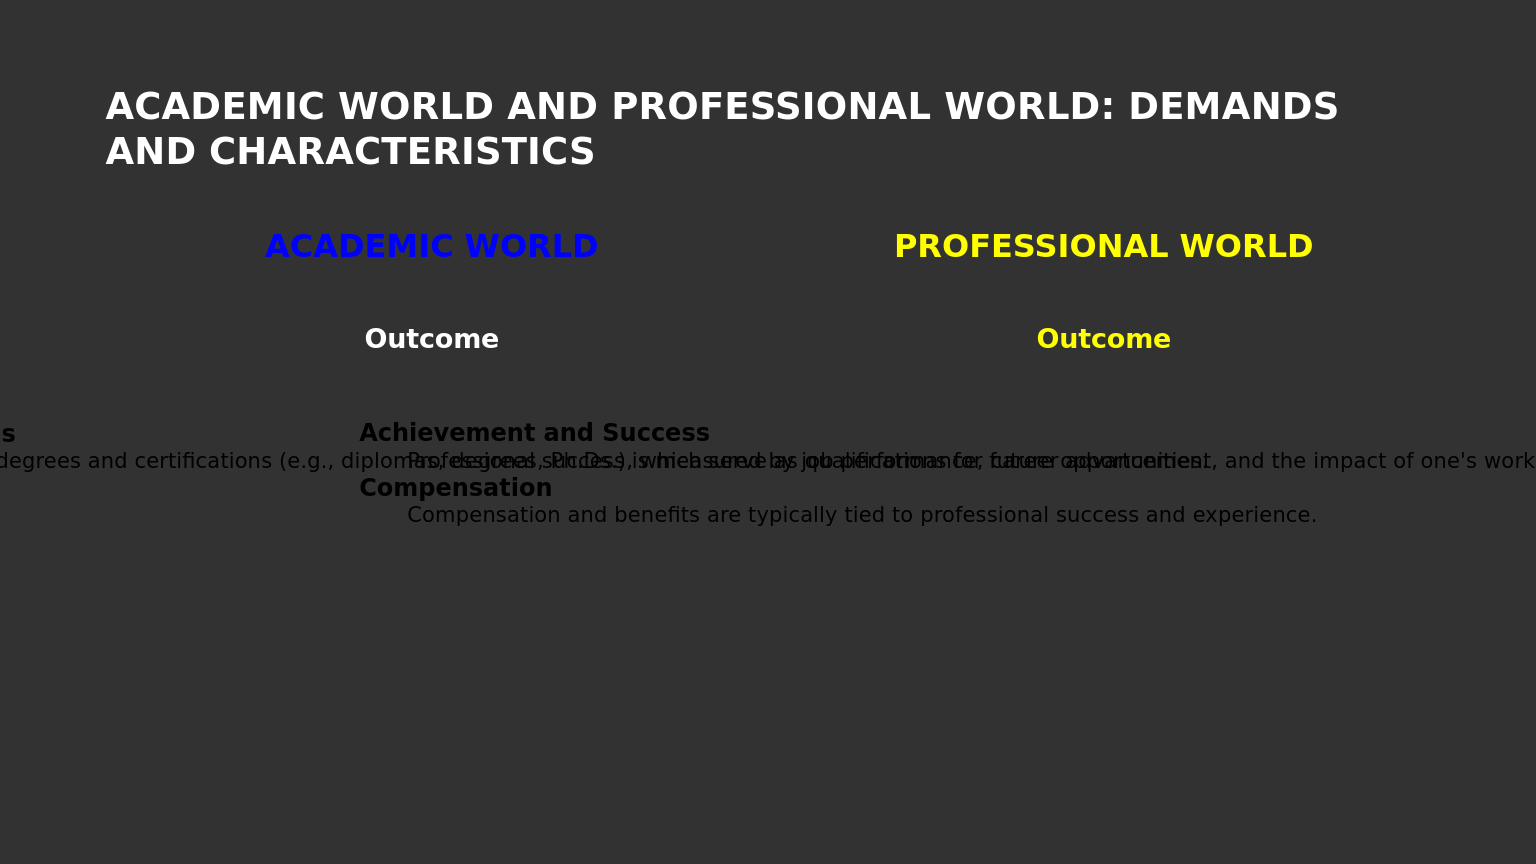 ACADEMIC WORLD AND PROFESSIONAL WORLD: DEMANDS
AND CHARACTERISTICS
ACADEMIC WORLD
PROFESSIONAL WORLD
Outcome
Outcome
s
degrees and certifications (e.g., diplomas, degrees, Ph.Ds.), which serve as qualifications for future opportunities.
Achievement and Success
Professional success is measured by job performance, career advancement, and the impact of one's work
Compensation
Compensation and benefits are typically tied to professional success and experience.